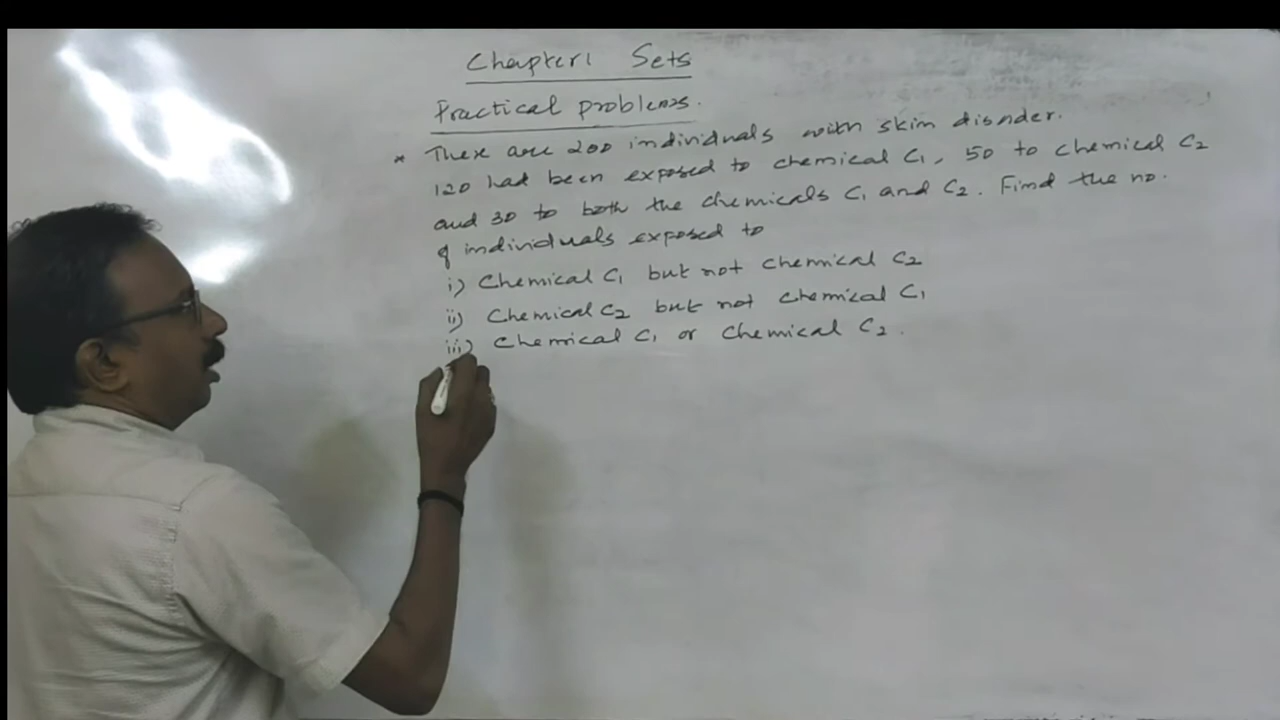 Chapter1 Sets
Practical problems.
* There are 200 individuals with skin disorder.
120 had been exposed to chemical C1, 50 to chemical C2
and 30 to both the chemicals C1 and C2. Find the no.
of individuals exposed to
i) Chemical C1 but not chemical C2
ii) Chemical C2 but not chemical C1
iii) Chemical C1 or chemical C2.